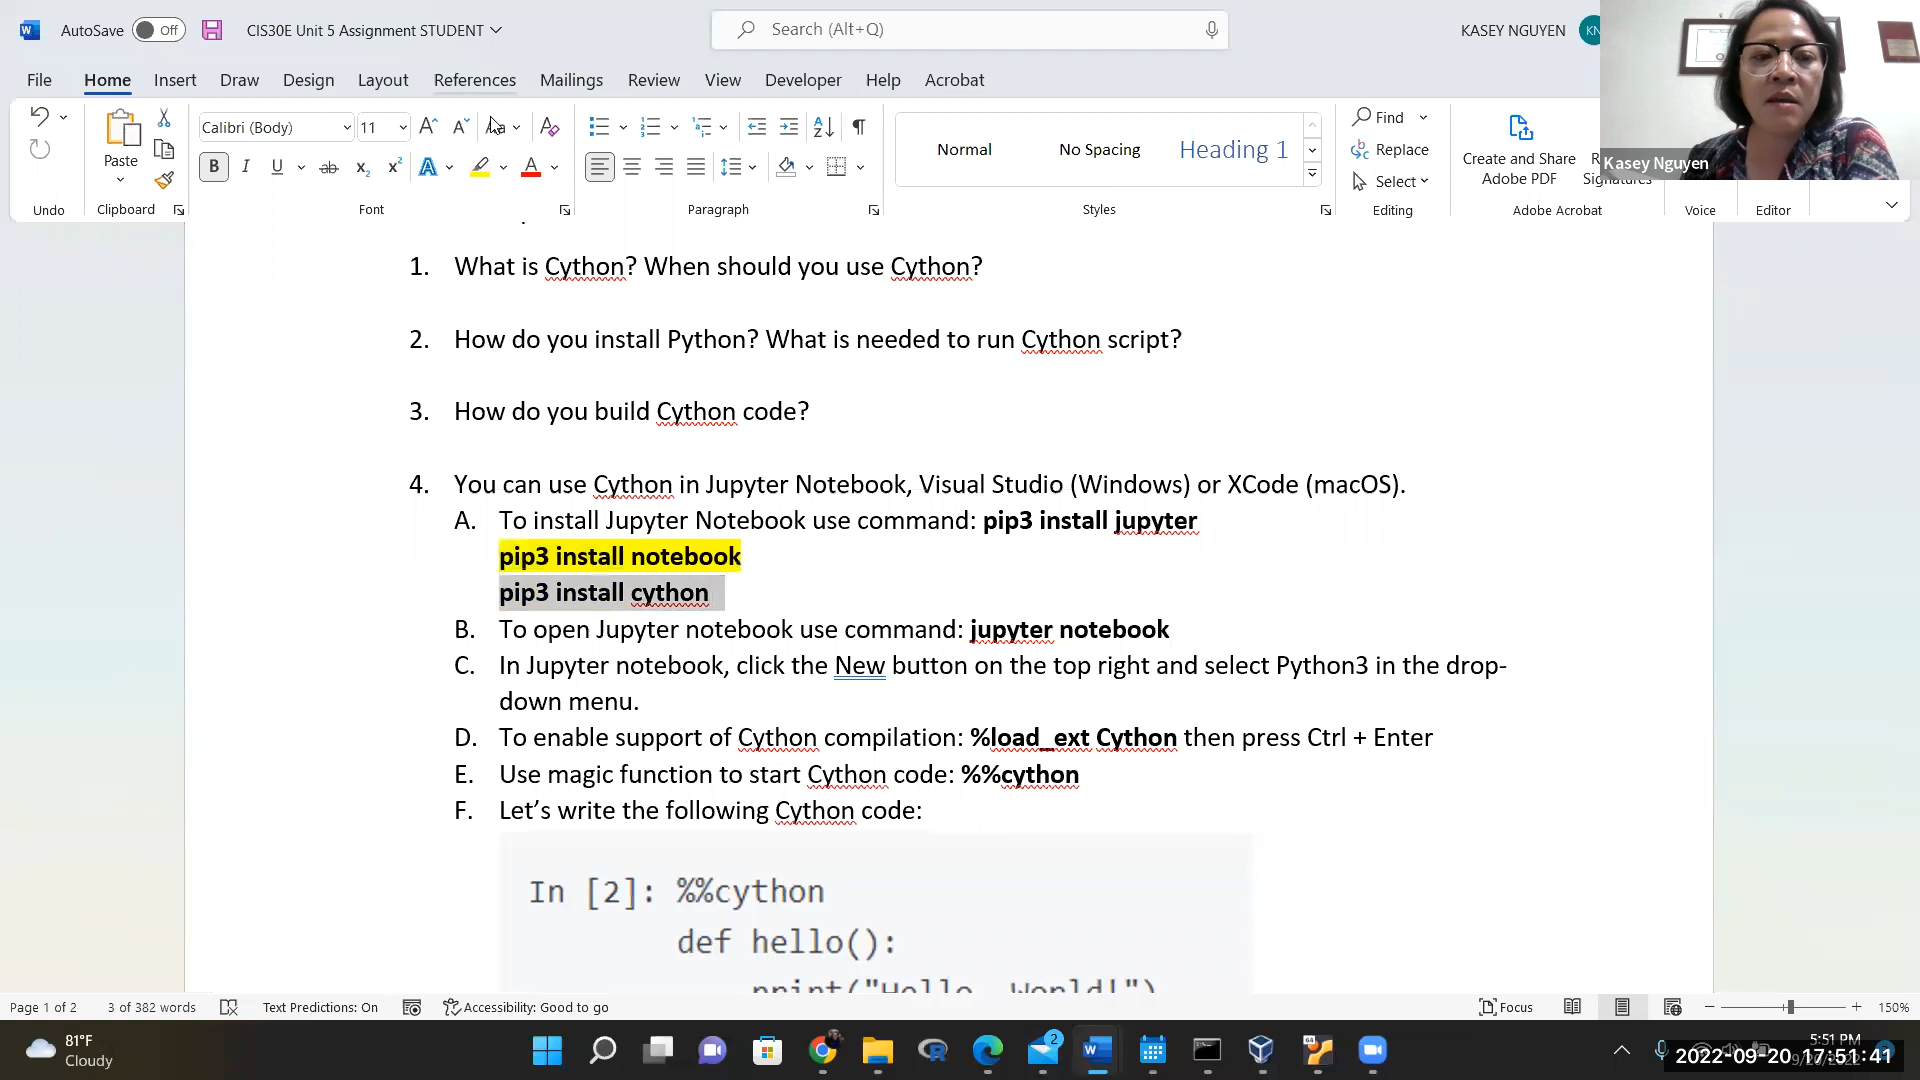 AutoSave Off CIS30E Unit 5 Assignment STUDENT Search (Alt+Q) KASEY NGUYEN KN
File Home Insert Draw Design Layout References Mailings Review View Developer Help Acrobat
Calibri (Body) 11
Paste
Normal No Spacing Heading 1
Find
Replace
Select
Create and Share
Adobe PDF
Signatures
Kasey Nguyen
Undo Clipboard Font Paragraph Styles Editing Adobe Acrobat Voice Editor
1. What is Cython? When should you use Cython?
2. How do you install Python? What is needed to run Cython script?
3. How do you build Cython code?
4. You can use Cython in Jupyter Notebook, Visual Studio (Windows) or XCode (macOS).
A. To install Jupyter Notebook use command: pip3 install jupyter
pip3 install notebook
pip3 install cython
B. To open Jupyter notebook use command: jupyter notebook
C. In Jupyter notebook, click the New button on the top right and select Python3 in the drop-
down menu.
D. To enable support of Cython compilation: %load_ext Cython then press Ctrl + Enter
E. Use magic function to start Cython code: %%cython
F. Let’s write the following Cython code:
In [2]: %%cython
def hello():
print("Hello, World!")
Page 1 of 2 3 of 382 words Text Predictions: On Accessibility: Good to go Focus 150%
81°F
Cloudy
2
64
5:51 PM
2022-09-20 17:51:41